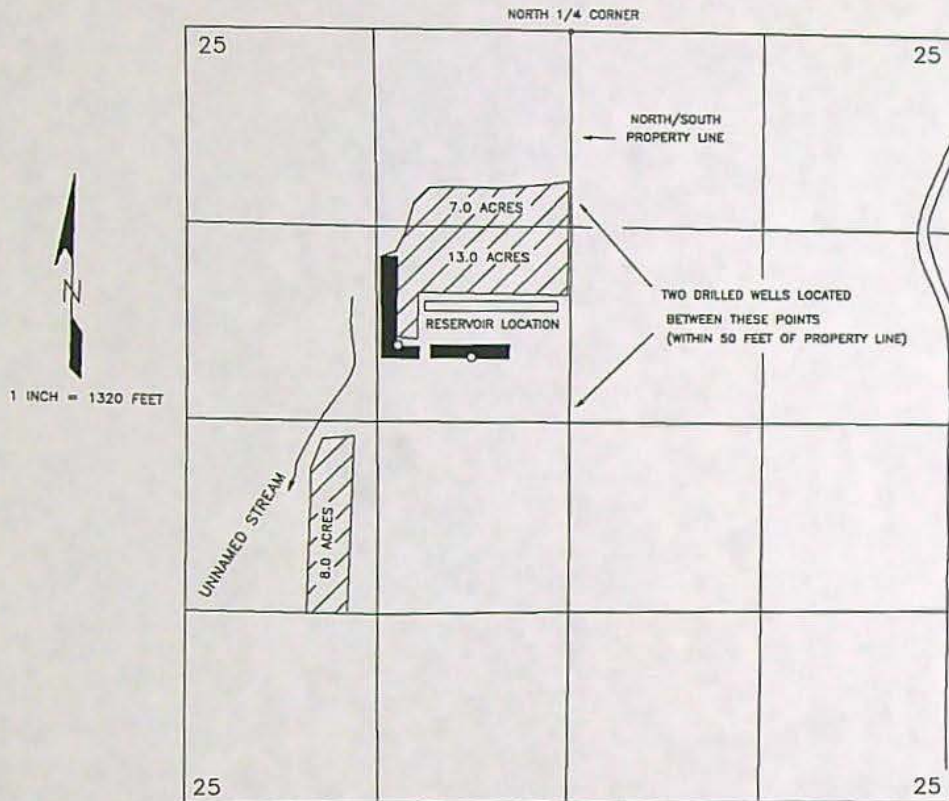 NORTH 1/4 CORNER
25
25
NORTH/SOUTH
PROPERTY LINE
7.0 ACRES
13.0 ACRES
N
TWO DRILLED WELLS LOCATED
BETWEEN THESE POINTS
(WITHIN 50 FEET OF PROPERTY LINE)
RESERVOIR LOCATION
1 INCH = 1320 FEET
UNNAMED STREAM
8.0 ACRES
25
25